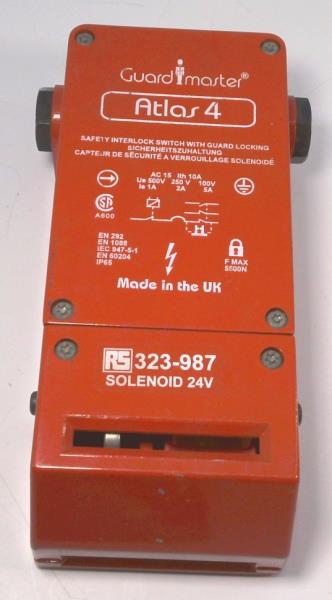 Guardmaster®
Atlas 4
SAFETY INTERLOCK SWITCH WITH GUARD LOCKING
SICHERHEITSZUHALTUNG
CAPTEUR DE SÉCURITÉ A VERROUILLAGE SOLENOIDE
AC 15 Ith 10A
Ue 500V 250 V 100V
Ie 1A 2A 5A
SA
A600
EN 292
EN 1088
IEC 947-5-1
EN 60204
IP65
F MAX
5500N
Made in the UK
RS 323-987
SOLENOID 24V